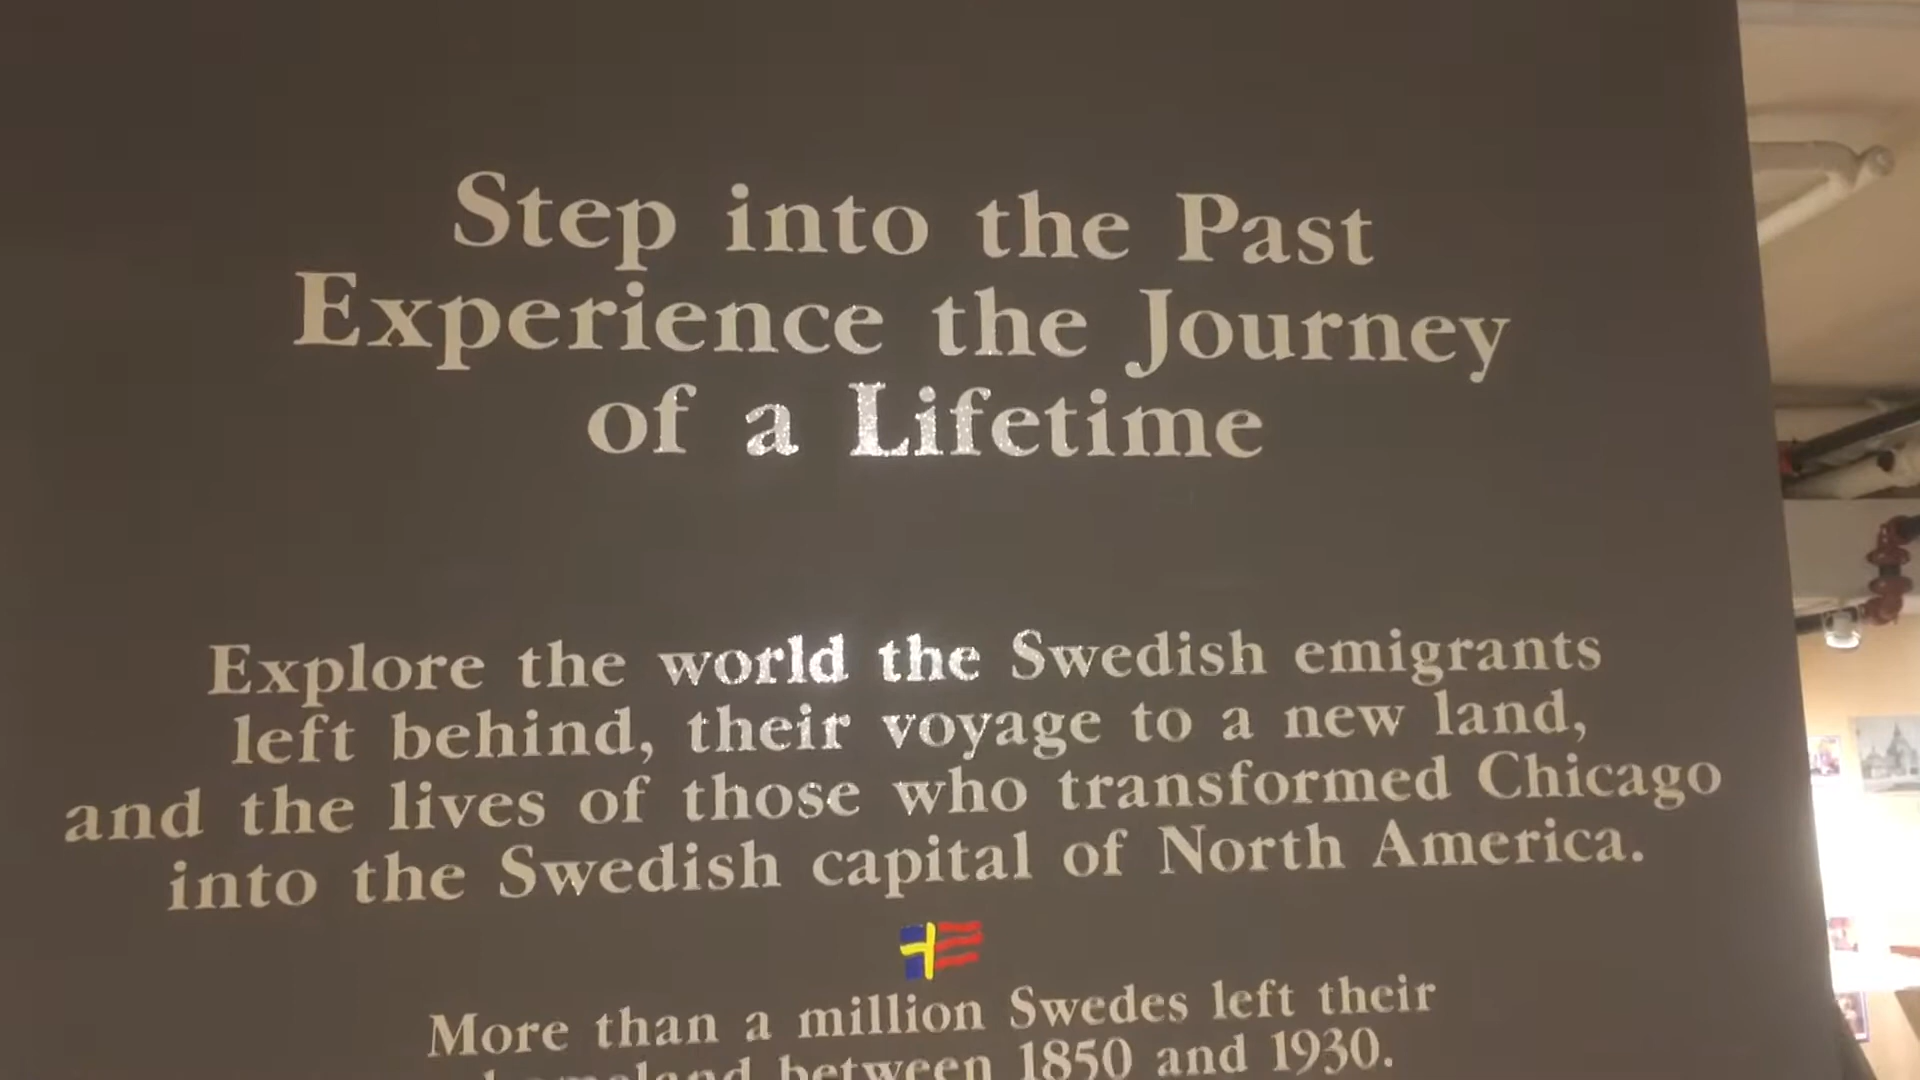 Step into the Past
Experience the Journey
of a Lifetime
Explore the world the Swedish emigrants
left behind, their voyage to a new land,
and the lives of those who transformed Chicago
into the Swedish capital of North America.
More than a million Swedes left their
homeland between 1850 and 1930.